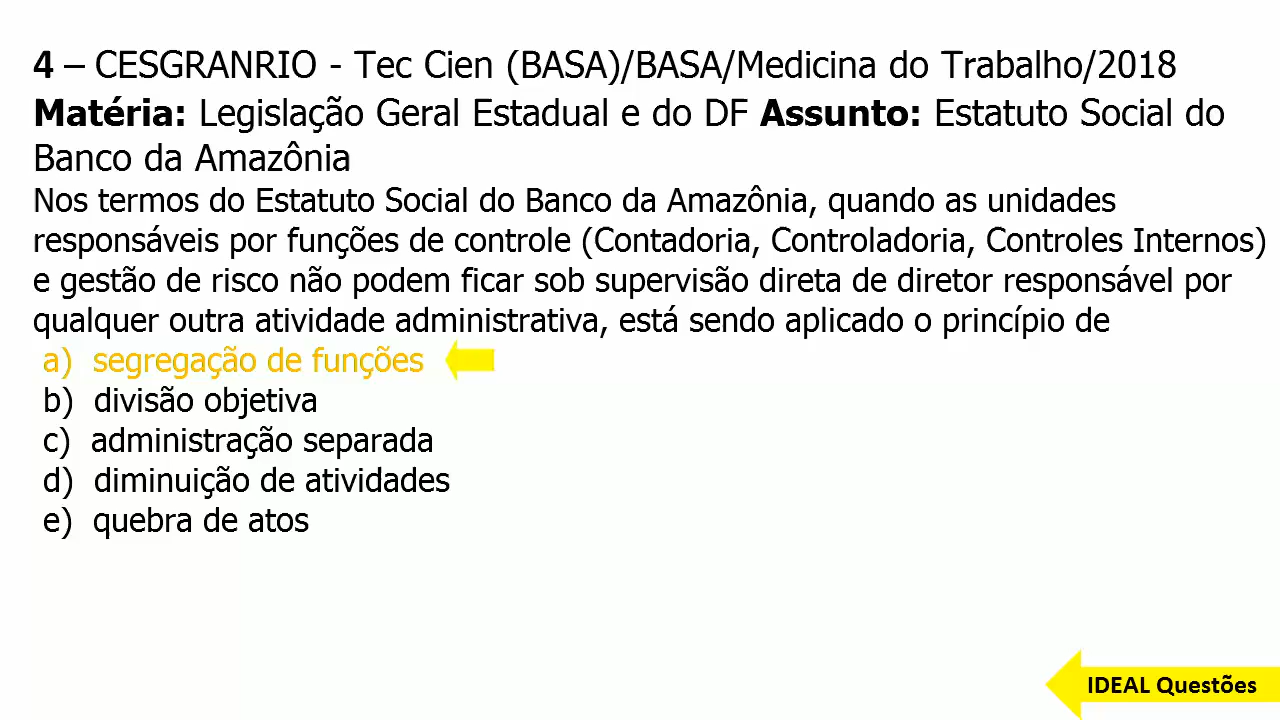 4 – CESGRANRIO - Tec Cien (BASA)/BASA/Medicina do Trabalho/2018
Matéria: Legislação Geral Estadual e do DF Assunto: Estatuto Social do
Banco da Amazônia
Nos termos do Estatuto Social do Banco da Amazônia, quando as unidades
responsáveis por funções de controle (Contadoria, Controladoria, Controles Internos)
e gestão de risco não podem ficar sob supervisão direta de diretor responsável por
qualquer outra atividade administrativa, está sendo aplicado o princípio de
a) segregação de funções
b) divisão objetiva
c) administração separada
d) diminuição de atividades
e) quebra de atos
IDEAL Questões